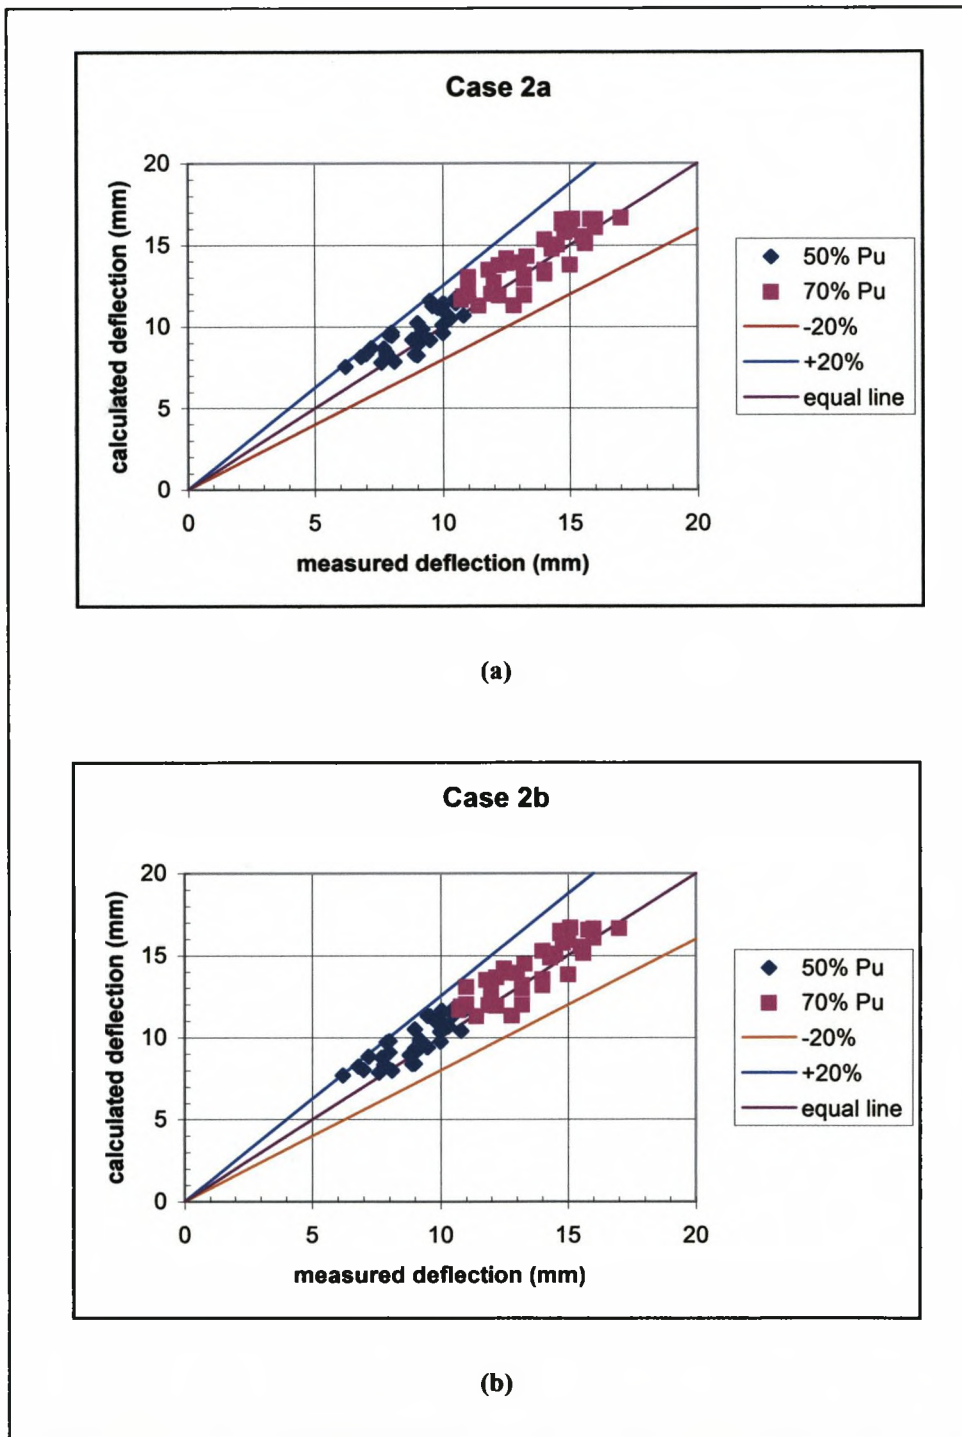 Case 2a
20
15
10
5
0
calculated deflection (mm)
0 5 10 15 20
measured deflection (mm)
50% Pu
70% Pu
-20%
+20%
equal line
(a)
Case 2b
20
15
10
5
0
calculated deflection (mm)
0 5 10 15 20
measured deflection (mm)
50% Pu
70% Pu
-20%
+20%
equal line
(b)